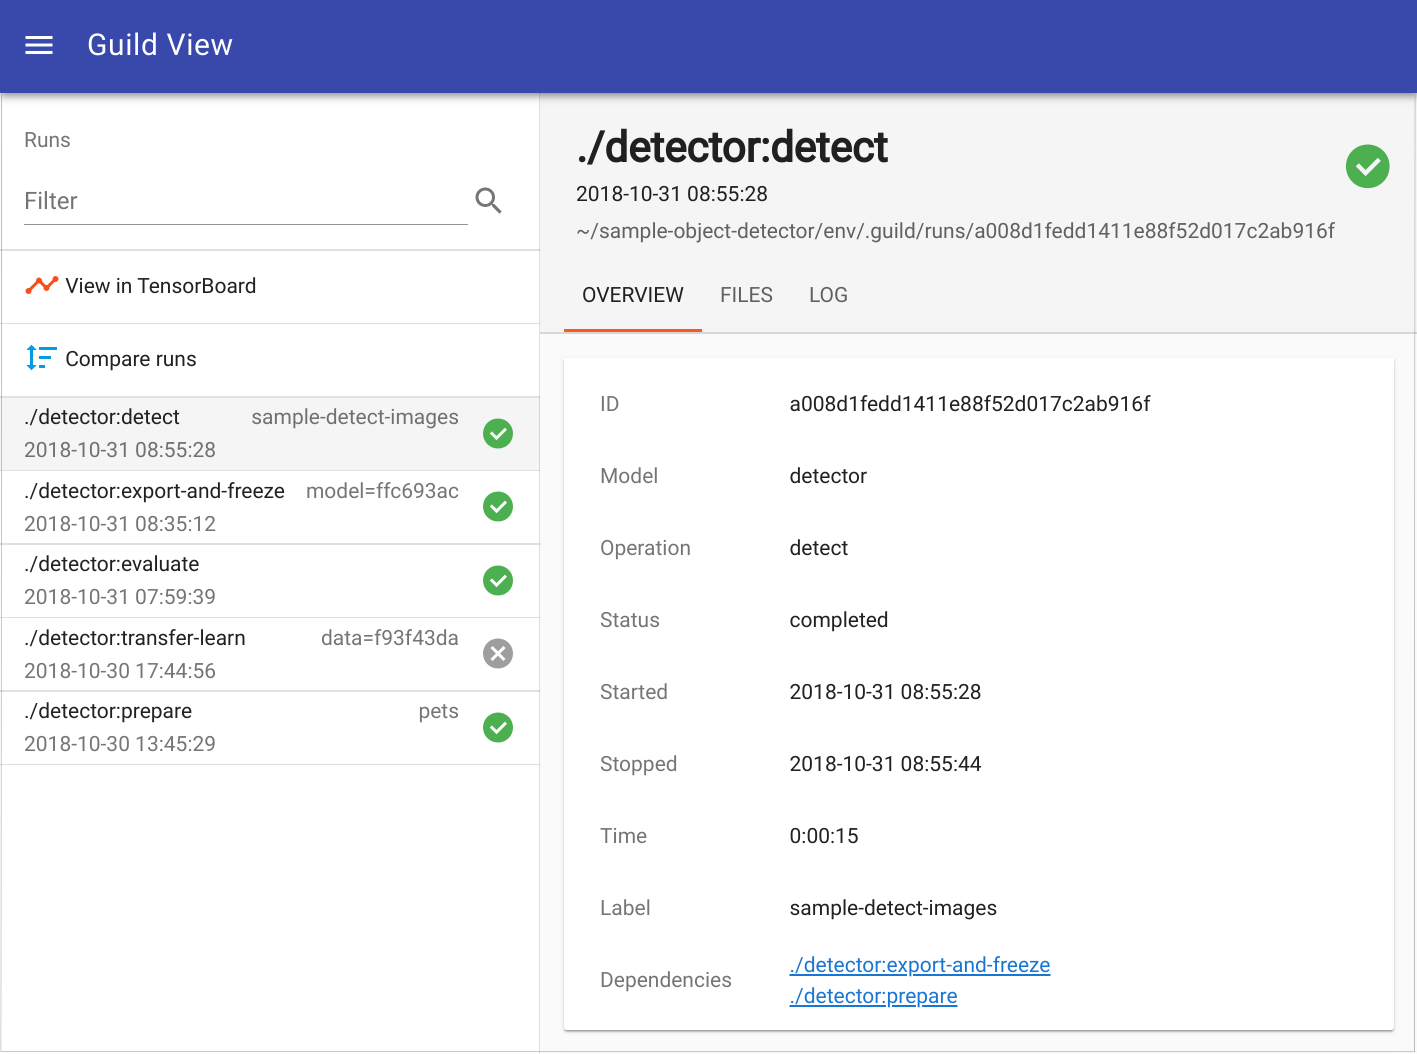 Guild View
Runs
Filter
View in TensorBoard
Compare runs
./detector:detect sample-detect-images
2018-10-31 08:55:28
./detector:export-and-freeze model=ffc693ac
2018-10-31 08:35:12
./detector:evaluate
2018-10-31 07:59:39
./detector:transfer-learn data=f93f43da
2018-10-30 17:44:56
./detector:prepare pets
2018-10-30 13:45:29
./detector:detect
2018-10-31 08:55:28
~/sample-object-detector/env/.guild/runs/a008d1fedd1411e88f52d017c2ab916f
OVERVIEW FILES LOG
ID a008d1fedd1411e88f52d017c2ab916f
Model detector
Operation detect
Status completed
Started 2018-10-31 08:55:28
Stopped 2018-10-31 08:55:44
Time 0:00:15
Label sample-detect-images
Dependencies ./detector:export-and-freeze
./detector:prepare